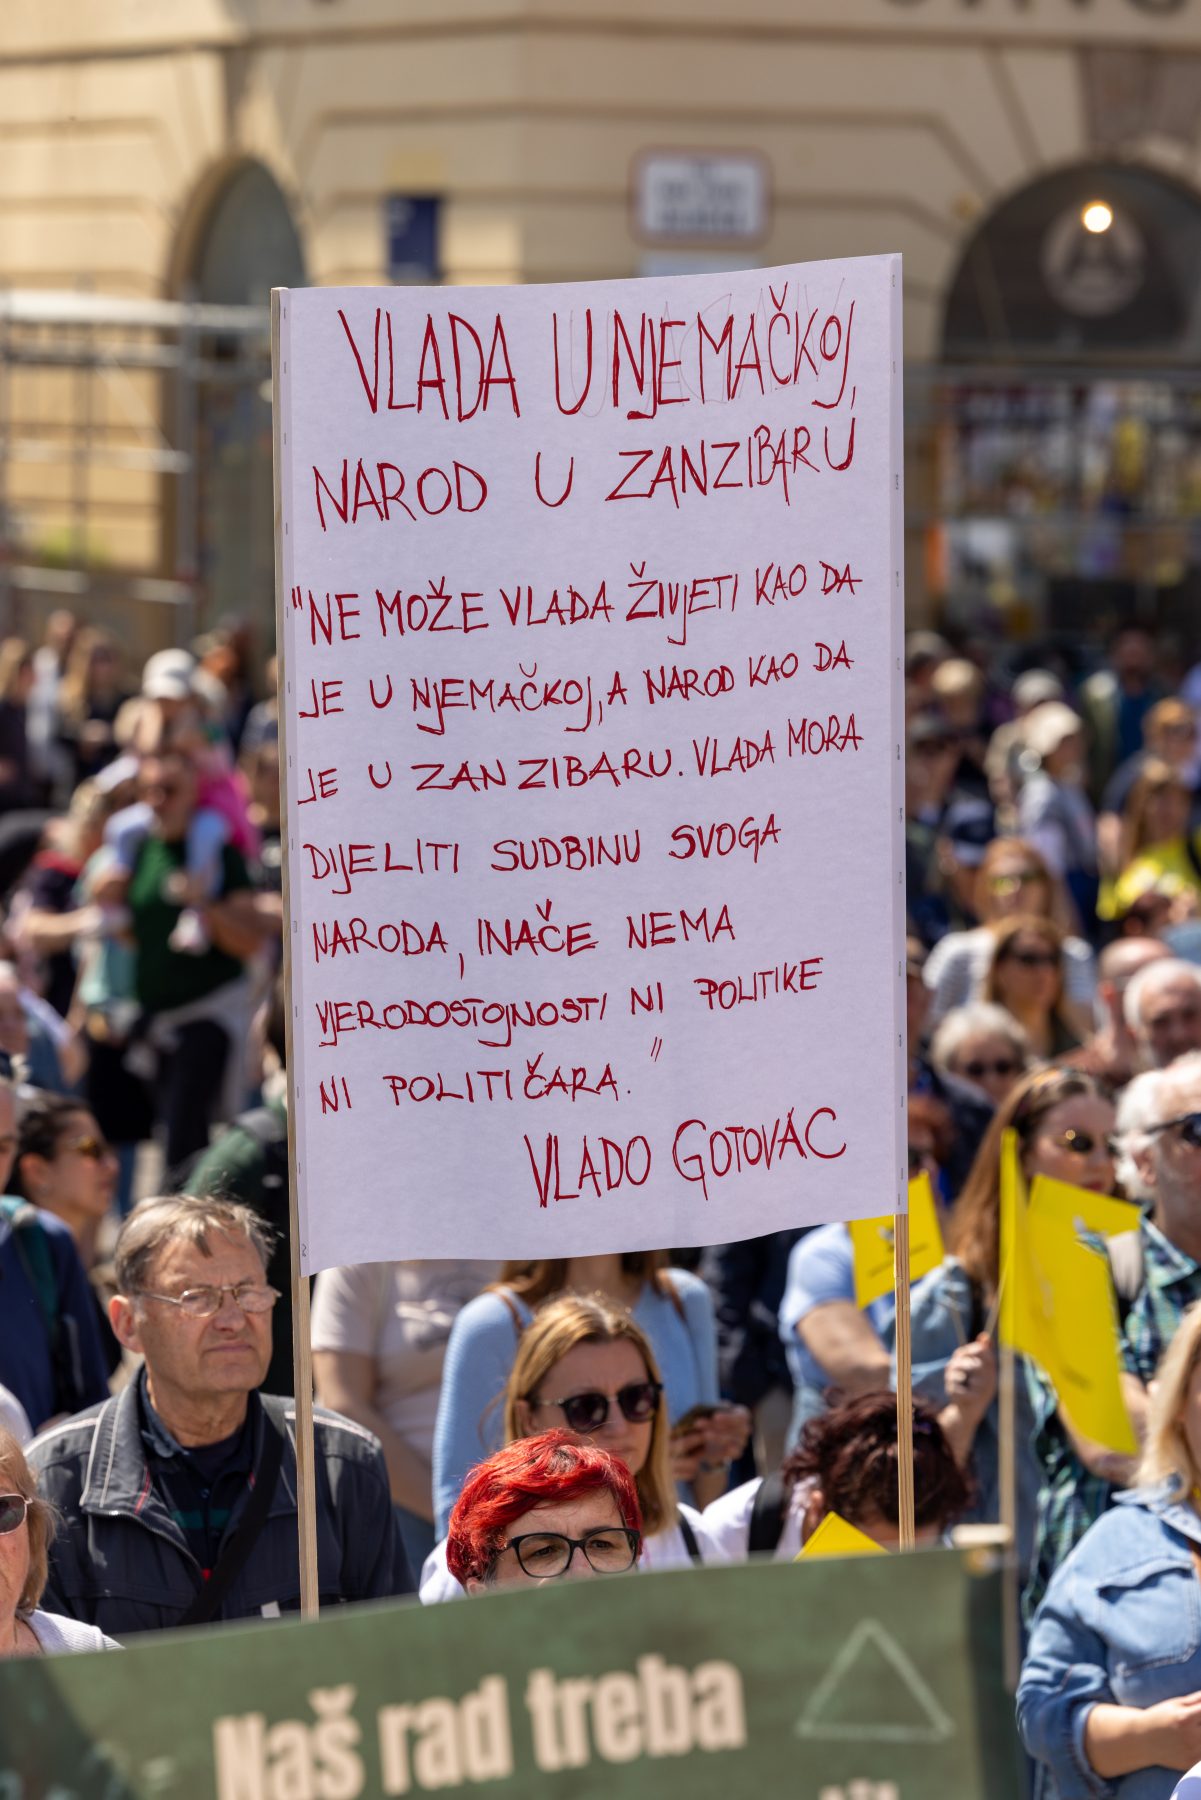 VLADA U NJEMAČKOJ,
NAROD U ZANZIBARU
"NE MOŽE VLADA ŽIVJETI KAO DA
JE U NJEMAČKOJ, A NAROD KAO DA
JE U ZANZIBARU. VLADA MORA
DIJELITI SUDBINU SVOGA
NARODA, INAČE NEMA
VJERODOSTOJNOSTI NI POLITIKE
NI POLITIČARA."
VLADO GOTOVAC
Naš rad treba